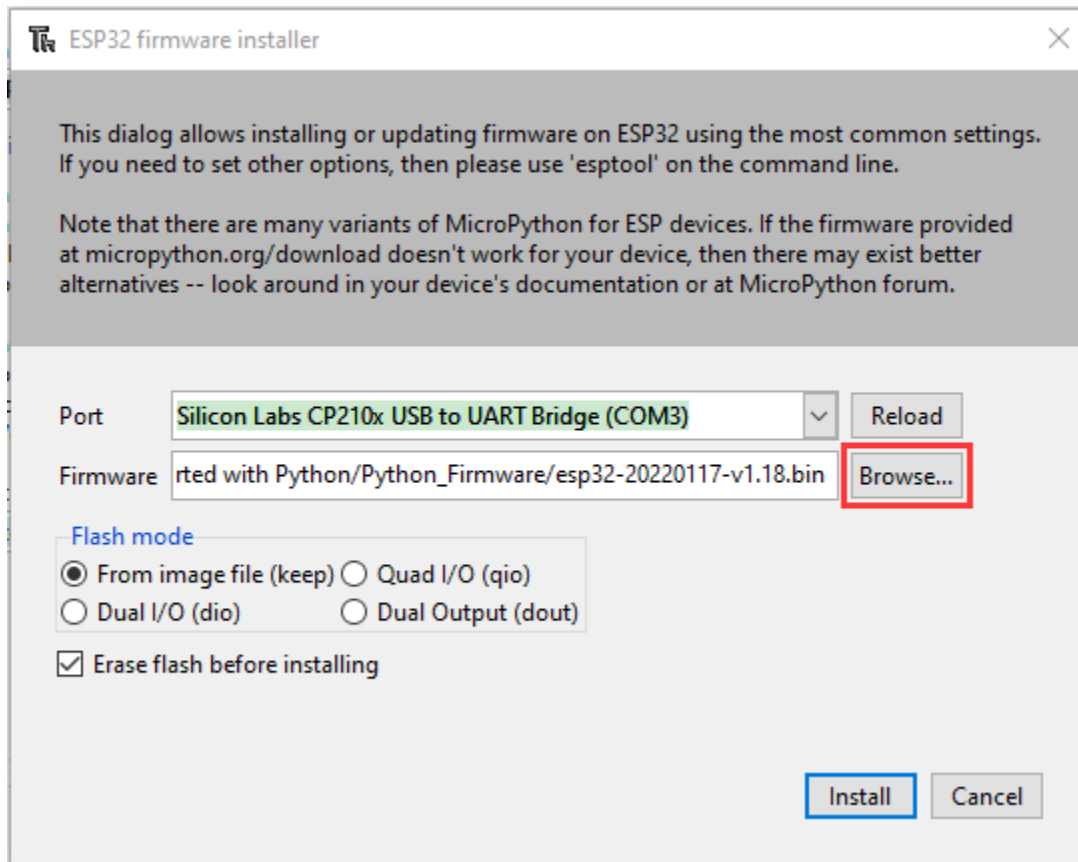 ESP32 firmware installer
This dialog allows installing or updating firmware on ESP32 using the most common settings.
If you need to set other options, then please use 'esptool' on the command line.
Note that there are many variants of MicroPython for ESP devices. If the firmware provided
at micropython.org/download doesn't work for your device, then there may exist better
alternatives -- look around in your device's documentation or at MicroPython forum.
Port Silicon Labs CP210x USB to UART Bridge (COM3) Reload
Firmware rted with Python/Python_Firmware/esp32-20220117-v1.18.bin Browse...
Flash mode
From image file (keep) Quad I/O (qio)
Dual I/O (dio) Dual Output (dout)
Erase flash before installing
Install Cancel